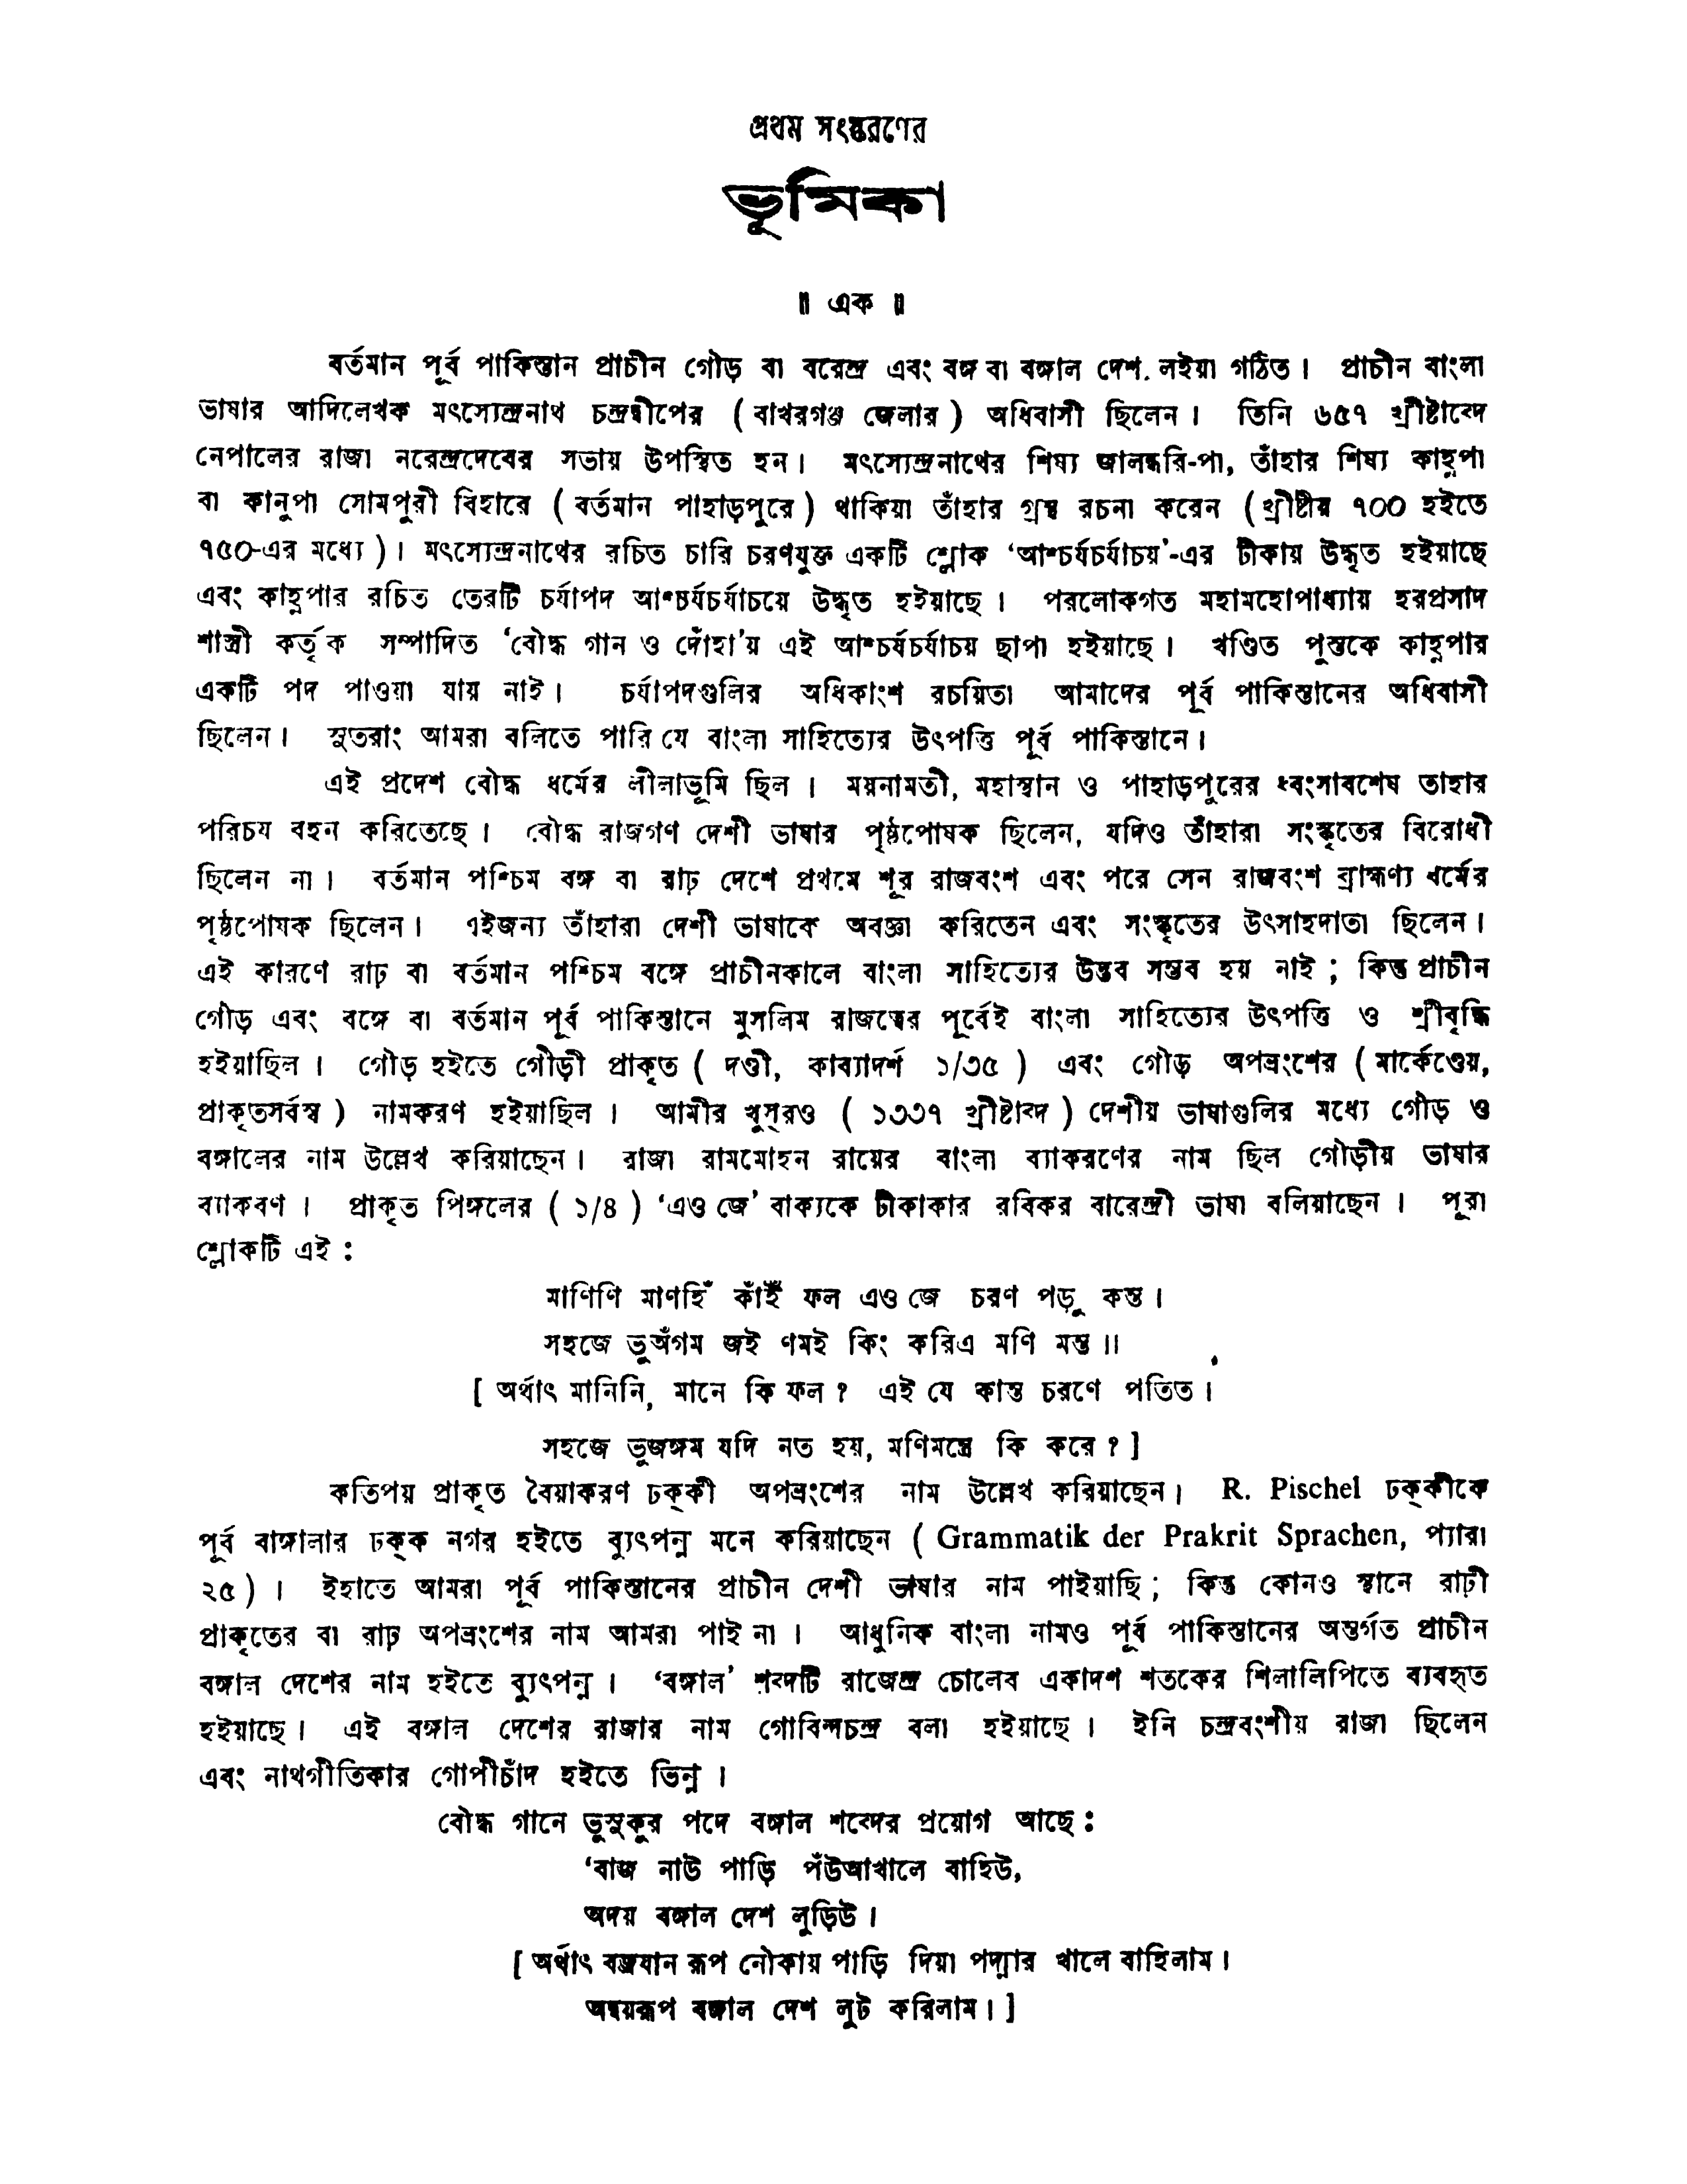 প্রথম সংস্করণের
ভূমিকা
॥ এক ॥
বর্তমান পূর্ব পাকিস্তান প্রাচীন গৌড় বা বরেন্দ্র এবং বঙ্গ বা বঙ্গাল দেশ. লইয়া গঠিত। প্রাচীন বাংলা
ভাষার আদিলেখক মৎস্যেন্দ্রনাথ চন্দ্রদ্বীপের (বাখরগঞ্জ জেলার) অধিবাসী ছিলেন। তিনি ৬৫৭ খ্রীষ্টাব্দে
নেপালের রাজা নরেন্দ্রদেবের সভায় উপস্থিত হন। মৎস্যেন্দ্রনাথের শিষ্য জালন্ধরি-পা, তাঁহার শিষ্য কাহ্নপা
বা কানুপা সোমপুরী বিহারে (বর্তমান পাহাড়পুরে) থাকিয়া তাঁহার গ্রন্থ রচনা করেন (খ্রীষ্টীয় ৭০০ হইতে
৭৫০-এর মধ্যে)। মৎস্যেন্দ্রনাথের রচিত চারি চরণযুক্ত একটি শ্লোক ‘আশ্চর্যচর্যাচয়’-এর টীকায় উদ্ধৃত হইয়াছে
এবং কাহ্নপার রচিত তেরটি চর্যাপদ আশ্চর্যচর্যাচয়ে উদ্ধৃত হইয়াছে। পরলোকগত মহামহোপাধ্যায় হরপ্রসাদ
শাস্ত্রী কর্তৃক সম্পাদিত ‘বৌদ্ধ গান ও দোঁহা’য় এই আশ্চর্যচর্যাচয় ছাপা হইয়াছে। খণ্ডিত পুস্তকে কাহ্নপার
একটি পদ পাওয়া যায় নাই। চর্যাপদগুলির অধিকাংশ রচয়িতা আমাদের পূর্ব পাকিস্তানের অধিবাসী
ছিলেন। সুতরাং আমরা বলিতে পারি যে বাংলা সাহিত্যের উৎপত্তি পূর্ব পাকিস্তানে।
এই প্রদেশ বৌদ্ধ ধর্মের লীলাভূমি ছিল। ময়নামতী, মহাস্থান ও পাহাড়পুরের ধ্বংসাবশেষ তাহার
পরিচয বহন করিতেছে। বৌদ্ধ রাজগণ দেশী ভাষার পৃষ্ঠপোষক ছিলেন, যদিও তাঁহারা সংস্কৃতের বিরোধী
ছিলেন না। বর্তমান পশ্চিম বঙ্গ বা রাঢ় দেশে প্রথমে শূর রাজবংশ এবং পরে সেন রাজবংশ ব্রাহ্মণ্য ধর্মের
পৃষ্ঠপোষক ছিলেন। এইজন্য তাঁহারা দেশী ভাষাকে অবজ্ঞা করিতেন এবং সংস্কৃতের উৎসাহদাতা ছিলেন।
এই কারণে রাঢ় বা বর্তমান পশ্চিম বঙ্গে প্রাচীনকালে বাংলা সাহিত্যের উদ্ভব সম্ভব হয় নাই; কিন্তু প্রাচীন
গৌড় এবং বঙ্গে বা বর্তমান পূর্ব পাকিস্তানে মুসলিম রাজত্বের পূর্বেই বাংলা সাহিত্যের উৎপত্তি ও শ্রীবৃদ্ধি
হইয়াছিল। গৌড় হইতে গৌড়ী প্রাকৃত (দণ্ডী, কাব্যাদর্শ ১/৩৫) এবং গৌড় অপভ্রংশের (মার্কেণ্ডেয়,
প্রাকৃতসর্বস্ব) নামকরণ হইয়াছিল। আমীর খুস্‌রও (১৩৩৭ খ্রীষ্টাব্দ) দেশীয় ভাষাগুলির মধ্যে গৌড় ও
বঙ্গালের নাম উল্লেখ করিয়াছেন। রাজা রামমোহন রায়ের বাংলা ব্যাকরণের নাম ছিল গৌড়ীয় ভাষার
ব্যাকবণ। প্রাকৃত পিঙ্গলের (১/৪) ‘এও জে’ বাক্যকে টীকাকার রবিকর বারেন্দ্রী ভাষা বলিয়াছেন। পূরা
শ্লোকটি এই:
মাণিণি মাণহিঁ কাঁইঁ ফল এও জে চরণ পড়ু কন্ত।
সহজে ভুঅঁগম জই ণমই কিং করিএ মণি মন্ত॥
[অর্থাৎ মানিনি, মানে কি ফল? এই যে কান্ত চরণে পতিত।
সহজে ভুজঙ্গম যদি নত হয়, মণিমন্ত্রে কি করে?]
কতিপয় প্রাকৃত বৈয়াকরণ ঢক্‌কী অপভ্রংশের নাম উল্লেখ করিয়াছেন। R. Pischel ঢক্‌কীকে
পূর্ব বাঙ্গালার ঢক্‌ক নগর হইতে ব্যুৎপন্ন মনে করিয়াছেন (Grammatik der Prakrit Sprachen, প্যারা
২৫)। ইহাতে আমরা পূর্ব পাকিস্তানের প্রাচীন দেশী ভাষার নাম পাইয়াছি; কিন্তু কোনও স্থানে রাঢ়ী
প্রাকৃতের বা রাঢ় অপভ্রংশের নাম আমরা পাই না। আধুনিক বাংলা নামও পূর্ব পাকিস্তানের অন্তর্গত প্রাচীন
বঙ্গাল দেশের নাম হইতে ব্যুৎপন্ন। ‘বঙ্গাল’ শব্দটি রাজেন্দ্র চোলেব একাদশ শতকের শিলালিপিতে ব্যবহৃত
হইয়াছে। এই বঙ্গাল দেশের রাজার নাম গোবিন্দচন্দ্র বলা হইয়াছে। ইনি চন্দ্রবংশীয় রাজা ছিলেন
এবং নাথগীতিকার গোপীচাঁদ হইতে ভিন্ন।
বৌদ্ধ গানে ভুসুকুর পদে বঙ্গাল শব্দের প্রয়োগ আছে:
‘বাজ নাউ পাড়ি পঁউআখালে বাহিউ,
অদয় বঙ্গাল দেশ লুড়িউ।
[অর্থাৎ বজ্রযান রূপ নৌকায় পাড়ি দিয়া পদ্মার খালে বাহিলাম।
অদ্বয়রূপ বঙ্গাল দেশ লুট করিলাম।]